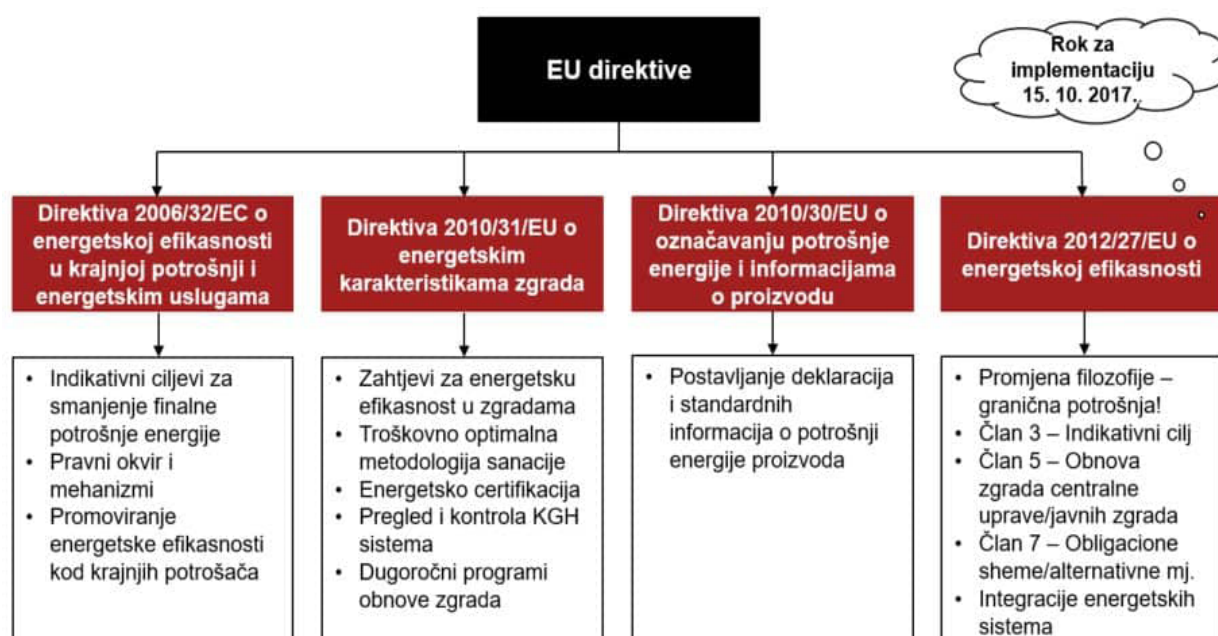 EU direktive
Rok za
implementaciju
15. 10. 2017.
Direktiva 2006/32/EC o
energetskoj efikasnosti
u krajnjoj potrošnji i
energetskim uslugama
Direktiva 2010/31/EU o
energetskim
karakteristikama zgrada
Direktiva 2010/30/EU o
označavanju potrošnje
energije i informacijama
o proizvodu
Direktiva 2012/27/EU o
energetskoj efikasnosti
• Indikativni ciljevi za
smanjenje finalne
potrošnje energije
• Pravni okvir i
mehanizmi
• Promoviranje
energetske efikasnosti
kod krajnjih potrošača
• Zahtjevi za energetsku
efikasnost u zgradama
• Troškovno optimalna
metodologija sanacije
• Energetsko certifikacija
• Pregled i kontrola KGH
sistema
• Dugoročni programi
obnove zgrada
• Postavljanje deklaracija
i standardnih
informacija o potrošnji
energije proizvoda
• Promjena filozofije –
granična potrošnja!
• Član 3 – Indikativni cilj
• Član 5 – Obnova
zgrada centralne
uprave/javnih zgrada
• Član 7 – Obligacione
sheme/alternativne mj.
• Integracije energetskih
sistema